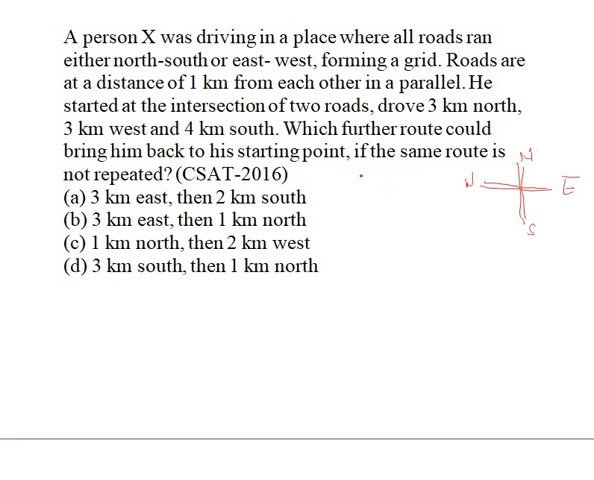 A person X was driving in a place where all roads ran
either north-south or east- west, forming a grid. Roads are
at a distance of 1 km from each other in a parallel. He
started at the intersection of two roads, drove 3 km north,
3 km west and 4 km south. Which further route could
bring him back to his starting point, if the same route is
not repeated? (CSAT-2016)
(a) 3 km east, then 2 km south
(b) 3 km east, then 1 km north
(c) 1 km north, then 2 km west
(d) 3 km south, then 1 km north
N
W E
S